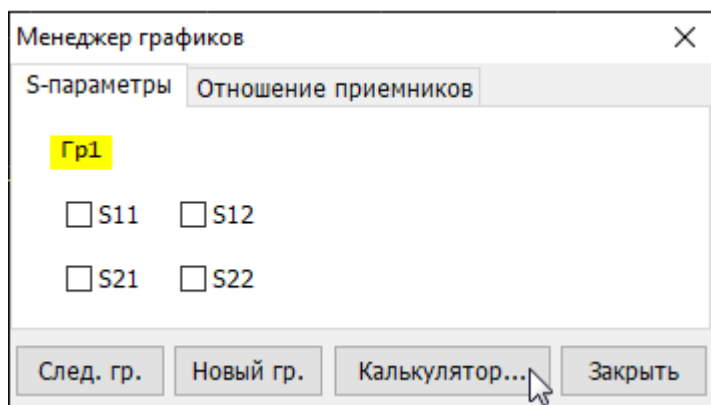 Менеджер графиков
S-параметры Отношение приемников
Гр1
S11 S12
S21 S22
След. гр. Новый гр. Калькулятор... Закрыть